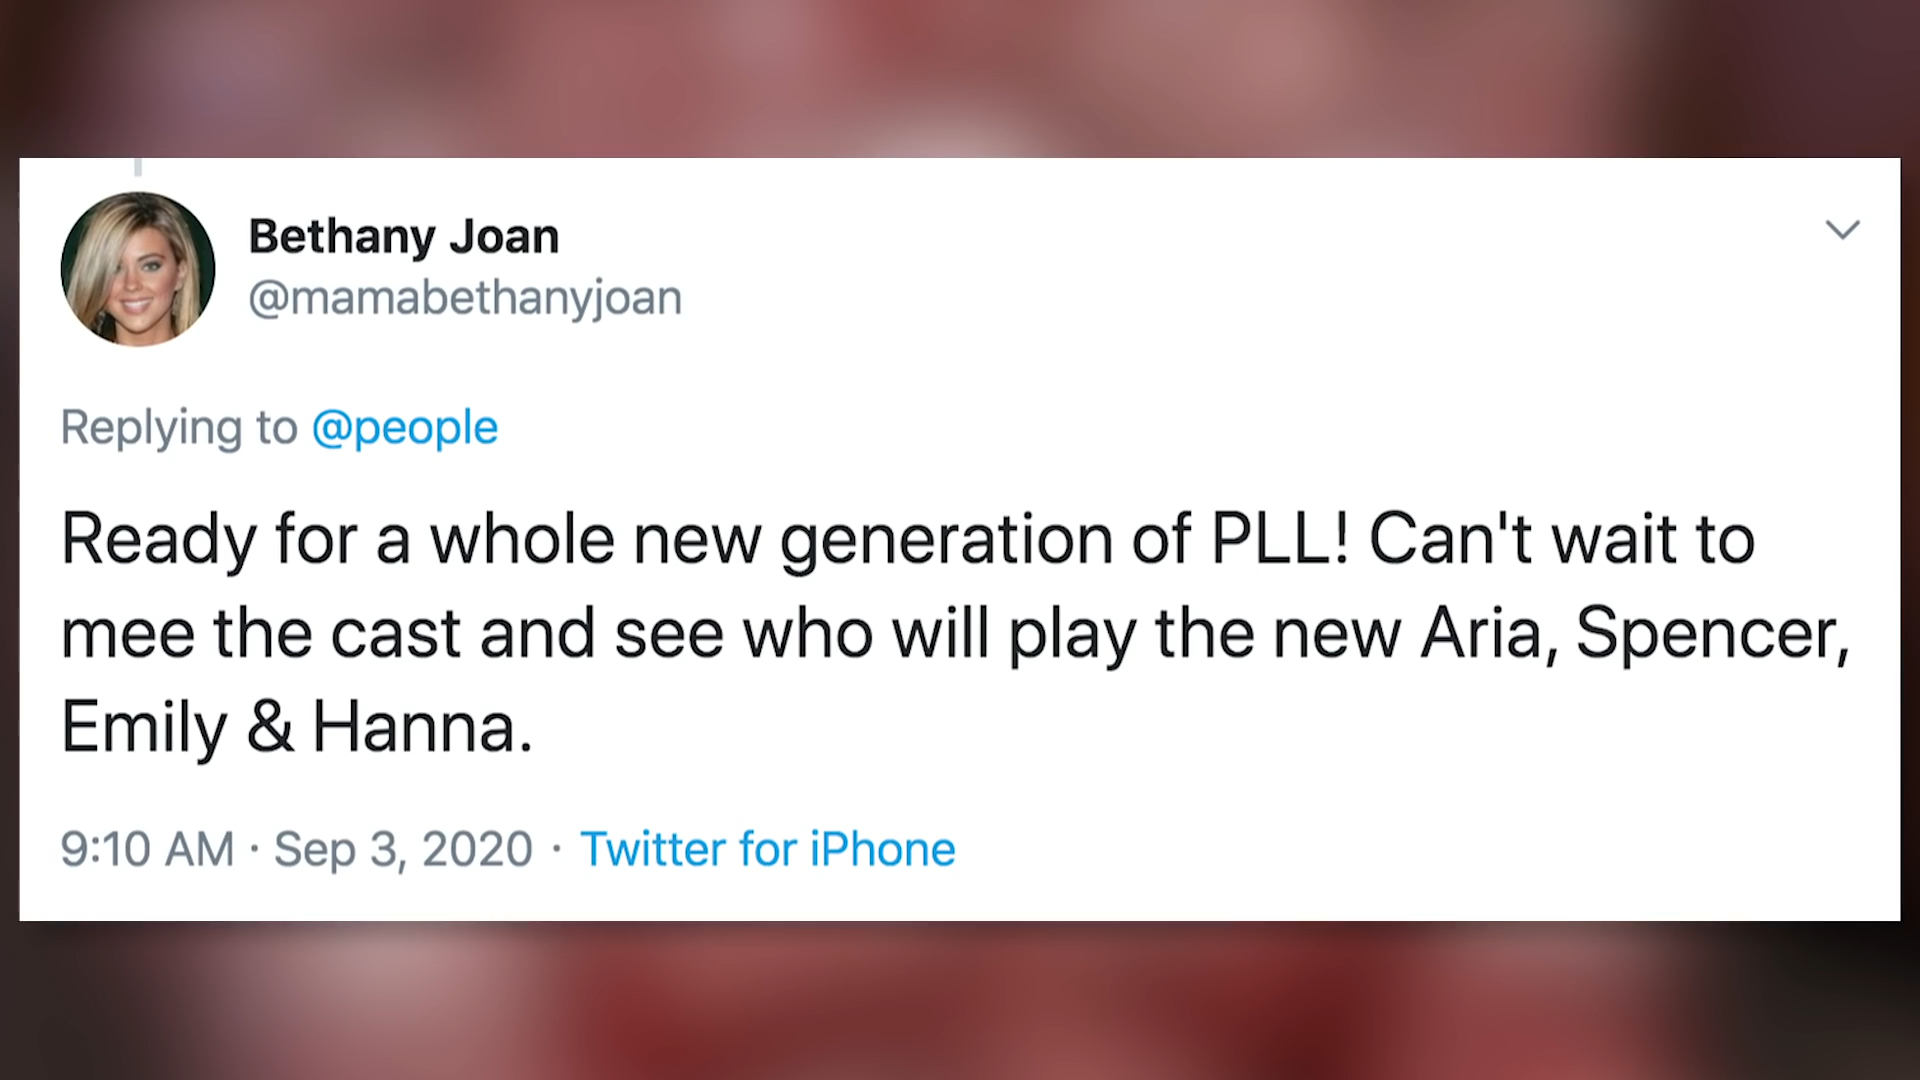 Bethany Joan
@mamabethanyjoan
Replying to @people
Ready for a whole new generation of PLL! Can't wait to
mee the cast and see who will play the new Aria, Spencer,
Emily & Hanna.
9:10 AM · Sep 3, 2020 · Twitter for iPhone